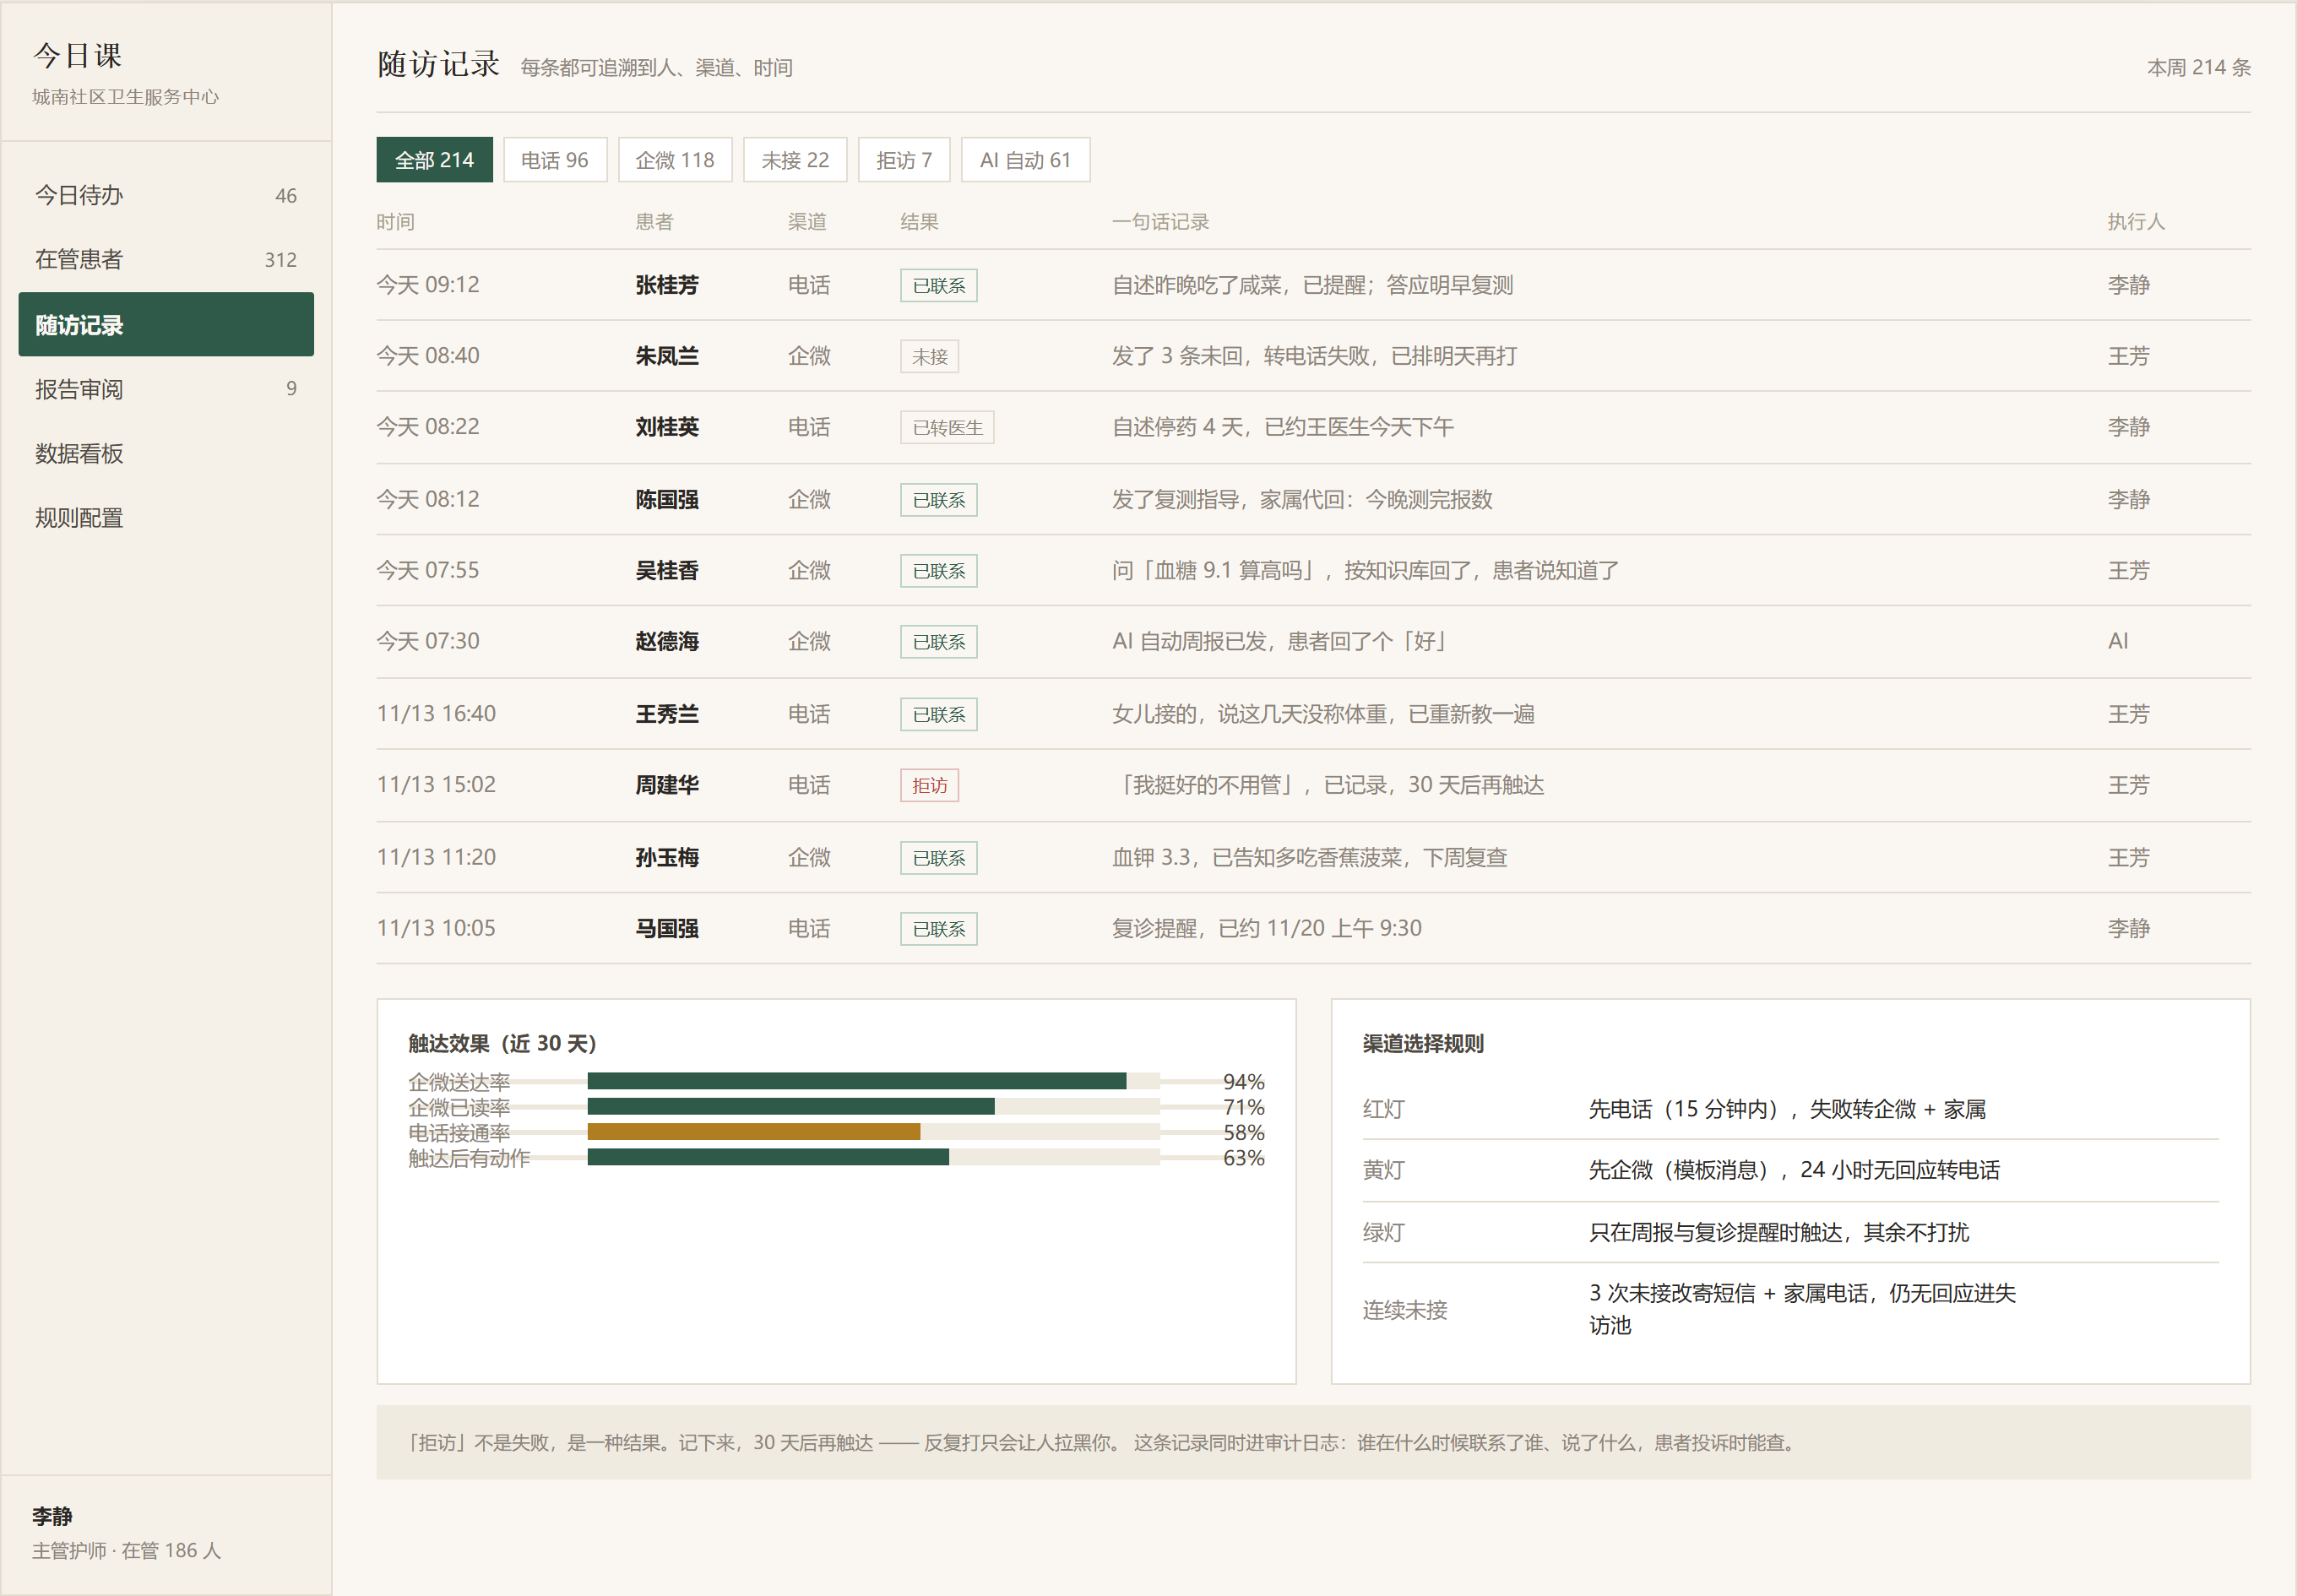 今日课
城南社区卫生服务中心
今日待办 46
在管患者 312
随访记录
报告审阅 9
数据看板
规则配置
李静
主管护师 · 在管 186 人
随访记录 每条都可追溯到人、渠道、时间 本周 214 条
全部 214 电话 96 企微 118 未接 22 拒访 7 AI 自动 61
时间 患者 渠道 结果 一句话记录 执行人
今天 09:12 张桂芳 电话 已联系 自述昨晚吃了咸菜，已提醒；答应明早复测 李静
今天 08:40 朱凤兰 企微 未接 发了 3 条未回，转电话失败，已排明天再打 王芳
今天 08:22 刘桂英 电话 已转医生 自述停药 4 天，已约王医生今天下午 李静
今天 08:12 陈国强 企微 已联系 发了复测指导，家属代回：今晚测完报数 李静
今天 07:55 吴桂香 企微 已联系 问「血糖 9.1 算高吗」，按知识库回了，患者说知道了 王芳
今天 07:30 赵德海 企微 已联系 AI 自动周报已发，患者回了个「好」 AI
11/13 16:40 王秀兰 电话 已联系 女儿接的，说这几天没称体重，已重新教一遍 王芳
11/13 15:02 周建华 电话 拒访 「我挺好的不用管」，已记录，30 天后再触达 王芳
11/13 11:20 孙玉梅 企微 已联系 血钾 3.3，已告知多吃香蕉菠菜，下周复查 王芳
11/13 10:05 马国强 电话 已联系 复诊提醒，已约 11/20 上午 9:30 李静
触达效果（近 30 天）
企微送达率 94%
企微已读率 71%
电话接通率 58%
触达后有动作 63%
渠道选择规则
红灯 先电话（15 分钟内），失败转企微 + 家属
黄灯 先企微（模板消息），24 小时无回应转电话
绿灯 只在周报与复诊提醒时触达，其余不打扰
连续未接 3 次未接改寄短信 + 家属电话，仍无回应进失
访池
「拒访」不是失败，是一种结果。记下来，30 天后再触达 —— 反复打只会让人拉黑你。 这条记录同时进审计日志：谁在什么时候联系了谁、说了什么，患者投诉时能查。